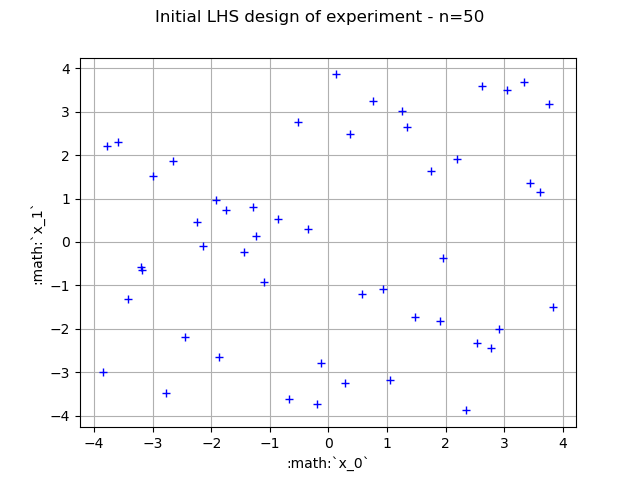 Initial LHS design of experiment - n=50
4
3
2
1
0
−1
−2
−3
−4
:math:`x_1`
−4 −3 −2 −1 0 1 2 3 4
:math:`x_0`